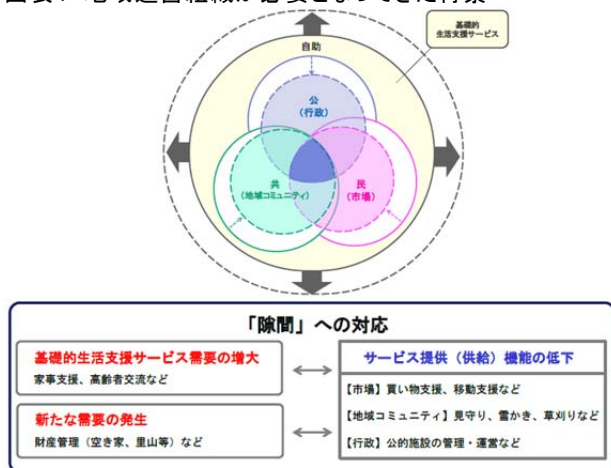 基礎的
生活支援サービス
自助
公
(行政)
共
(地域コミュニティ)
民
(市場)
「隙間」への対応
基礎的生活支援サービス需要の増大
家事支援、高齢者交流など
新たな需要の発生
財産管理（空き家、里山等）など
サービス提供（供給）機能の低下
【市場】買い物支援、移動支援など
【地域コミュニティ】見守り、雪かき、草刈りなど
【行政】公的施設の管理・運営など